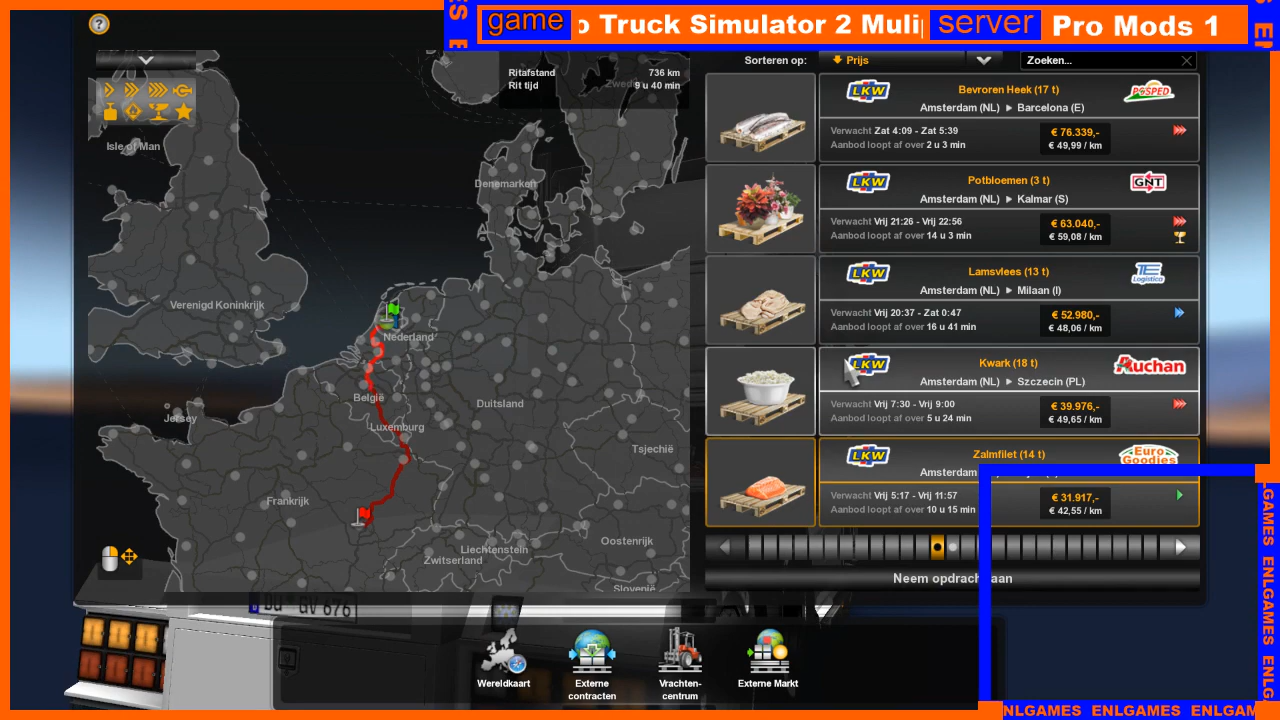 game
o Truck Simulator 2 Muli
server
Pro Mods 1
Ritafstand 736 km
Rit tijd 9 u 40 min
Isle of Man
Denemarken
Verenigd Koninkrijk
Nederland
België
Duitsland
Jersey
Luxemburg
Tsjechië
Frankrijk
Oostenrijk
Liechtenstein
Zwitserland
Slovenië
Sorteren op:
Prijs
Zoeken...
LKW
Bevroren Heek (17 t)
POSPED
Amsterdam (NL) Barcelona (E)
Verwacht Zat 4:09 - Zat 5:39
Aanbod loopt af over 2 u 3 min
€ 76.339,-
€ 49,99 / km
LKW
Potbloemen (3 t)
GNT
Amsterdam (NL) Kalmar (S)
Verwacht Vrij 21:26 - Vrij 22:56
Aanbod loopt af over 14 u 3 min
€ 63.040,-
€ 59,08 / km
LKW
Lamsvlees (13 t)
TE Logistica
Amsterdam (NL) Milaan (I)
Verwacht Vrij 20:37 - Zat 0:47
Aanbod loopt af over 16 u 41 min
€ 52.980,-
€ 48,06 / km
LKW
Kwark (18 t)
Auchan
Amsterdam (NL) Szczecin (PL)
Verwacht Vrij 7:30 - Vrij 9:00
Aanbod loopt af over 5 u 24 min
€ 39.976,-
€ 49,65 / km
LKW
Zalmfilet (14 t)
Euro Goodies
Amsterdam
Verwacht Vrij 5:17 - Vrij 11:57
Aanbod loopt af over 10 u 15 min
€ 31.917,-
€ 42,55 / km
Neem opdracht aan
GV 676
Wereldkaart
Externe contracten
Vrachten-
centrum
Externe Markt
LGAMES ENLGAMES ENLG
NLGAMES ENLGAMES ENLGAM